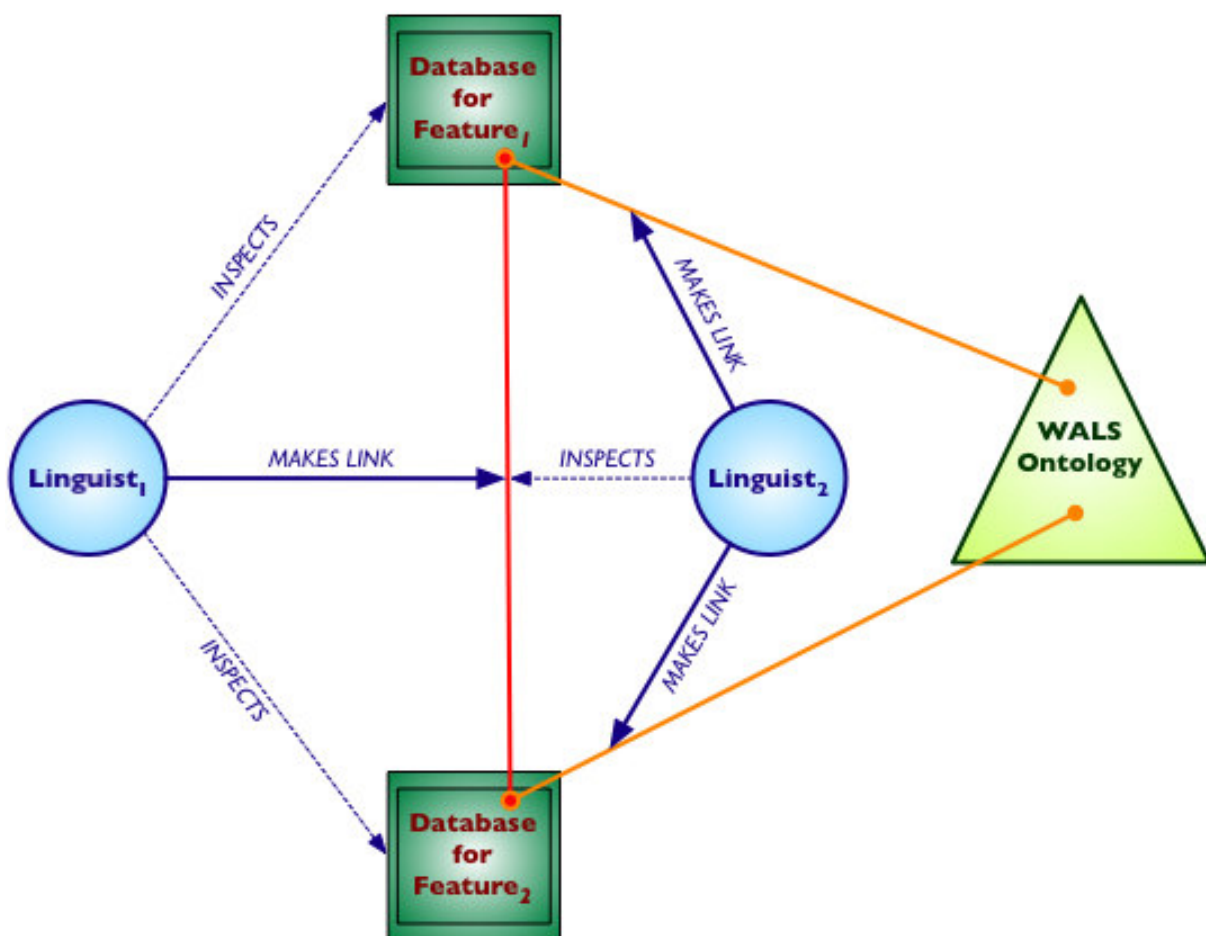 Database
for
Feature₁
INSPECTS
MAKES LINK
Linguist₁
MAKES LINK
INSPECTS
Linguist₂
WALS
Ontology
INSPECTS
MAKES LINK
Database
for
Feature₂